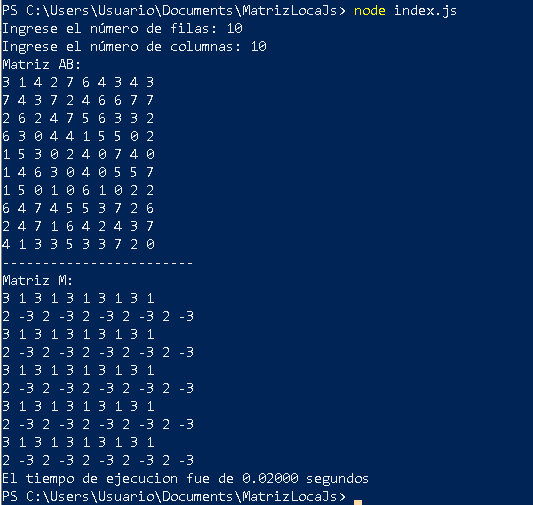 PS C:\Users\Usuario\Documents\MatrizLocaJs> node index.js
Ingrese el número de filas: 10
Ingrese el número de columnas: 10
Matriz AB:
3 1 4 2 7 6 4 3 4 3
7 4 3 7 2 4 6 6 7 7
2 6 2 4 7 5 6 3 3 2
6 3 0 4 4 1 5 5 0 2
1 5 3 0 2 4 0 7 4 0
1 4 6 3 0 4 0 5 5 7
1 5 0 1 0 6 1 0 2 2
6 4 7 4 5 5 3 7 2 6
2 4 7 1 6 4 2 4 3 7
4 1 3 3 5 3 3 7 2 0
------------------------
Matriz M:
3 1 3 1 3 1 3 1 3 1
2 -3 2 -3 2 -3 2 -3 2 -3
3 1 3 1 3 1 3 1 3 1
2 -3 2 -3 2 -3 2 -3 2 -3
3 1 3 1 3 1 3 1 3 1
2 -3 2 -3 2 -3 2 -3 2 -3
3 1 3 1 3 1 3 1 3 1
2 -3 2 -3 2 -3 2 -3 2 -3
3 1 3 1 3 1 3 1 3 1
2 -3 2 -3 2 -3 2 -3 2 -3
El tiempo de ejecucion fue de 0.02000 segundos
PS C:\Users\Usuario\Documents\MatrizLocaJs>